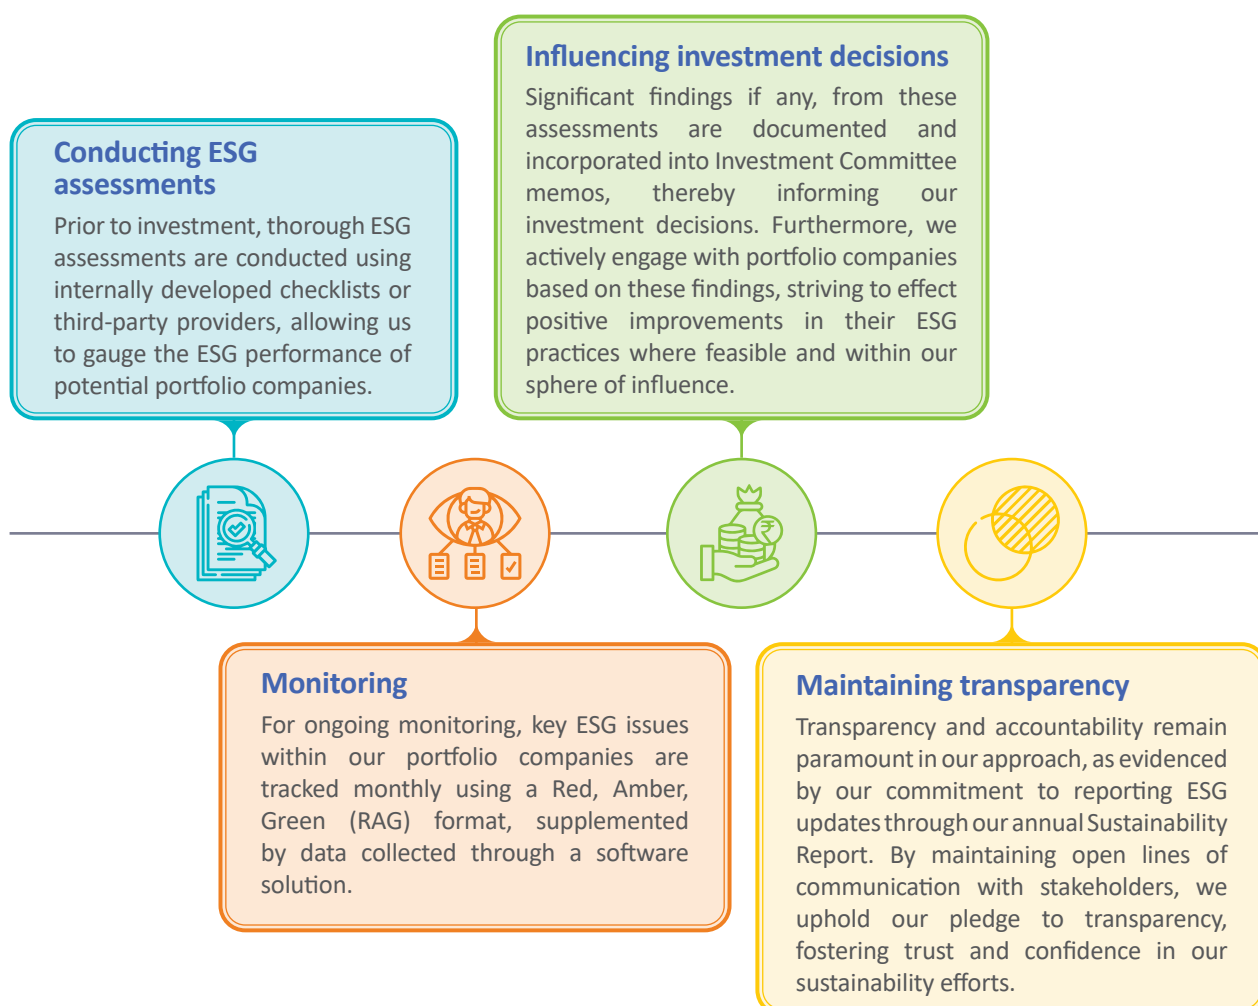 Conducting ESG
assessments
Prior to investment, thorough ESG
assessments are conducted using
internally developed checklists or
third-party providers, allowing us
to gauge the ESG performance of
potential portfolio companies.
Monitoring
For ongoing monitoring, key ESG issues
within our portfolio companies are
tracked monthly using a Red, Amber,
Green (RAG) format, supplemented
by data collected through a software
solution.
Influencing investment decisions
Significant findings if any, from these
assessments are documented and
incorporated into Investment Committee
memos, thereby informing our
investment decisions. Furthermore, we
actively engage with portfolio companies
based on these findings, striving to effect
positive improvements in their ESG
practices where feasible and within our
sphere of influence.
₹
Maintaining transparency
Transparency and accountability remain
paramount in our approach, as evidenced
by our commitment to reporting ESG
updates through our annual Sustainability
Report. By maintaining open lines of
communication with stakeholders, we
uphold our pledge to transparency,
fostering trust and confidence in our
sustainability efforts.